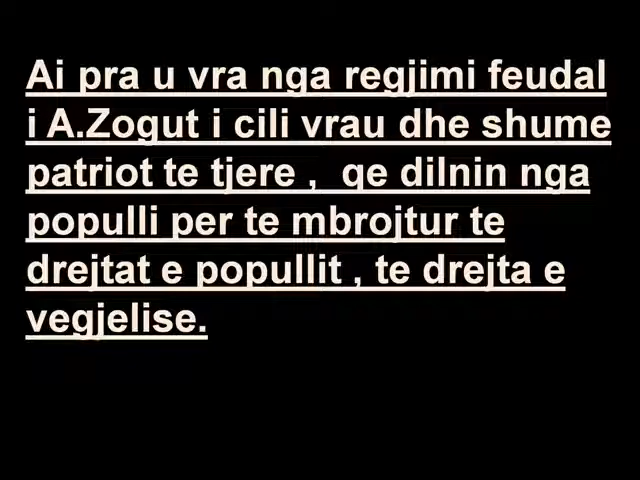 Ai pra u vra nga regjimi feudal
i A.Zogut i cili vrau dhe shume
patriot te tjere ,  qe dilnin nga
populli per te mbrojtur te
drejtat e popullit , te drejta e
vegjelise.